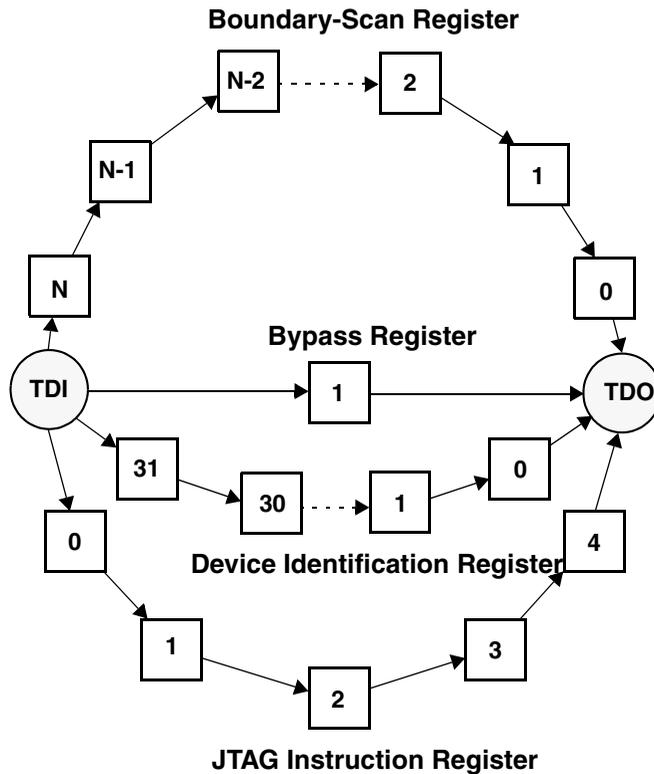 Boundary-Scan Register
N-2
2
N-1
1
N
0
Bypass Register
TDI
1
TDO
31
30
1
0
0
4
Device Identification Register
1
3
2
JTAG Instruction Register